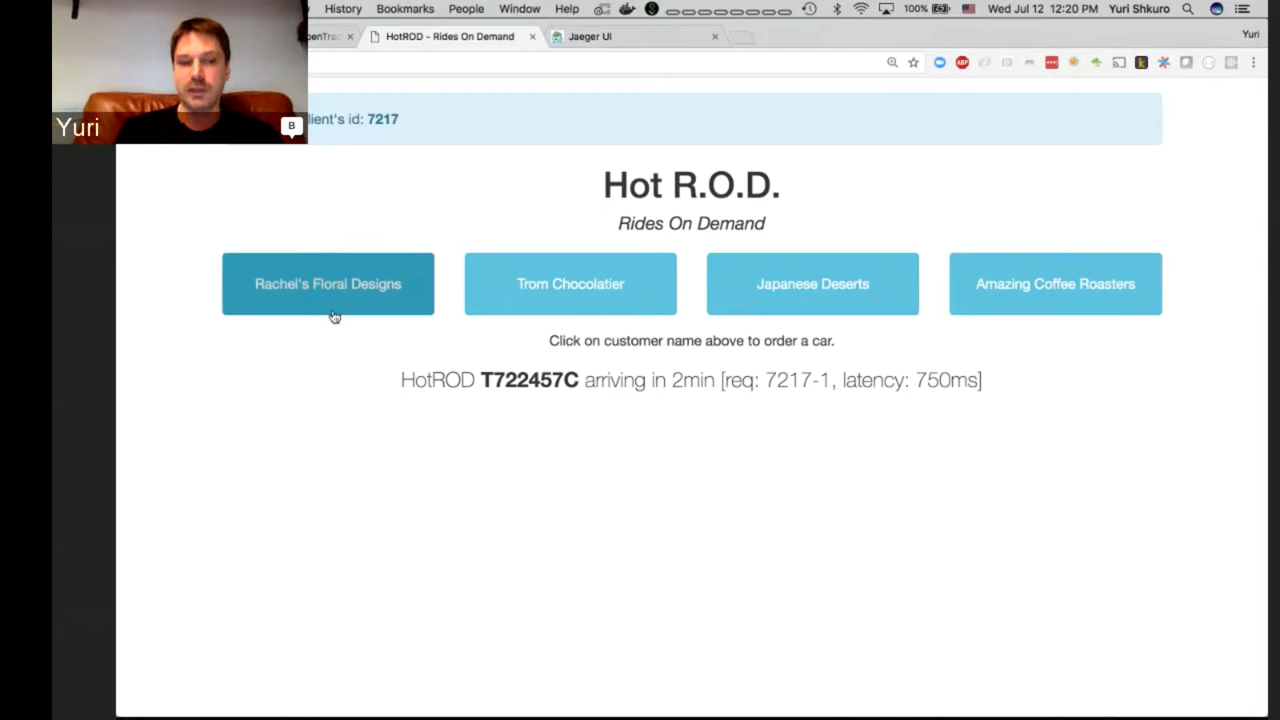 History Bookmarks People Window Help 100% Wed Jul 12 12:20 PM Yuri Shkuro
HotROD - Rides On Demand Jaeger UI Yuri
ABP
Yuri B
lient's id: 7217
Hot R.O.D.
Rides On Demand
Rachel's Floral Designs Trom Chocolatier Japanese Deserts Amazing Coffee Roasters
Click on customer name above to order a car.
HotROD T722457C arriving in 2min [req: 7217-1, latency: 750ms]